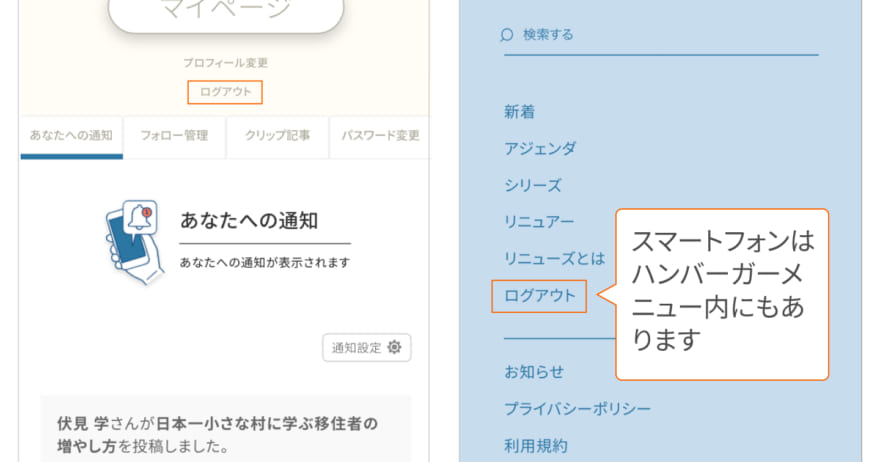 マイページ
プロフィール変更
ログアウト
あなたへの通知
フォロー管理
クリップ記事
パスワード変更
あなたへの通知
あなたへの通知が表示されます
通知設定
伏見 学さんが日本一小さな村に学ぶ移住者の
増やし方を投稿しました。
検索する
新着
アジェンダ
シリーズ
リニュアー
リニューズとは
ログアウト
スマートフォンは
ハンバーガーメ
ニュー内にもあ
ります
お知らせ
プライバシーポリシー
利用規約